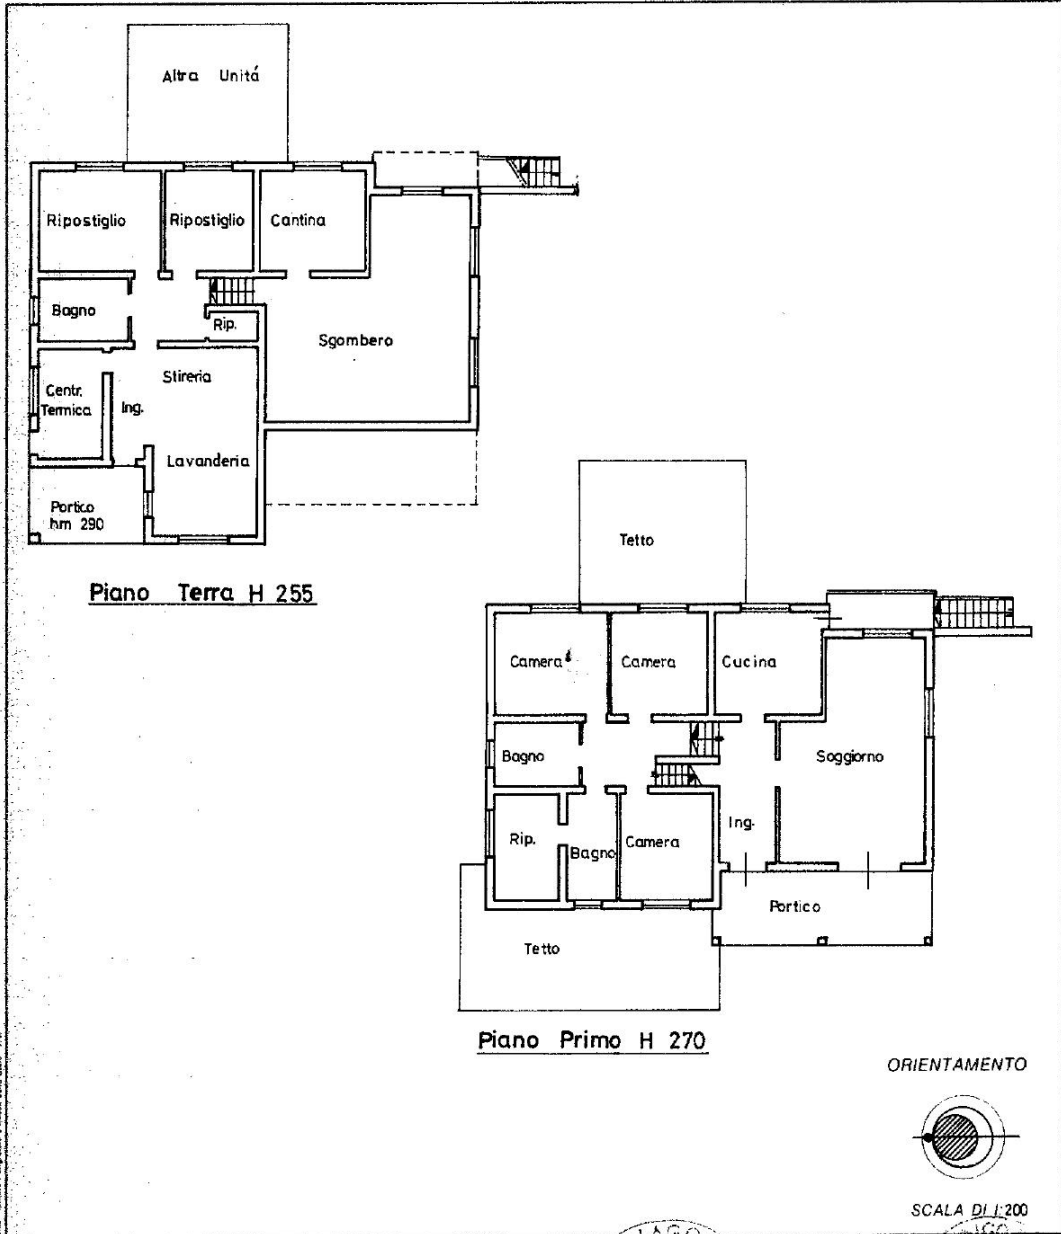 Altra Unitá
Ripostiglio
Ripostiglio
Cantina
Bagno
Rip.
Sgombero
Stireria
Centr.
Termica
Ing.
Lavanderia
Portico
hm 290
Piano Terra H 255
Tetto
Camera
Camera
Cucina
Bagno
Soggiorno
Rip.
Bagno
Camera
Ing.
Portico
Tetto
Piano Primo H 270
ORIENTAMENTO
SCALA DI 1:200